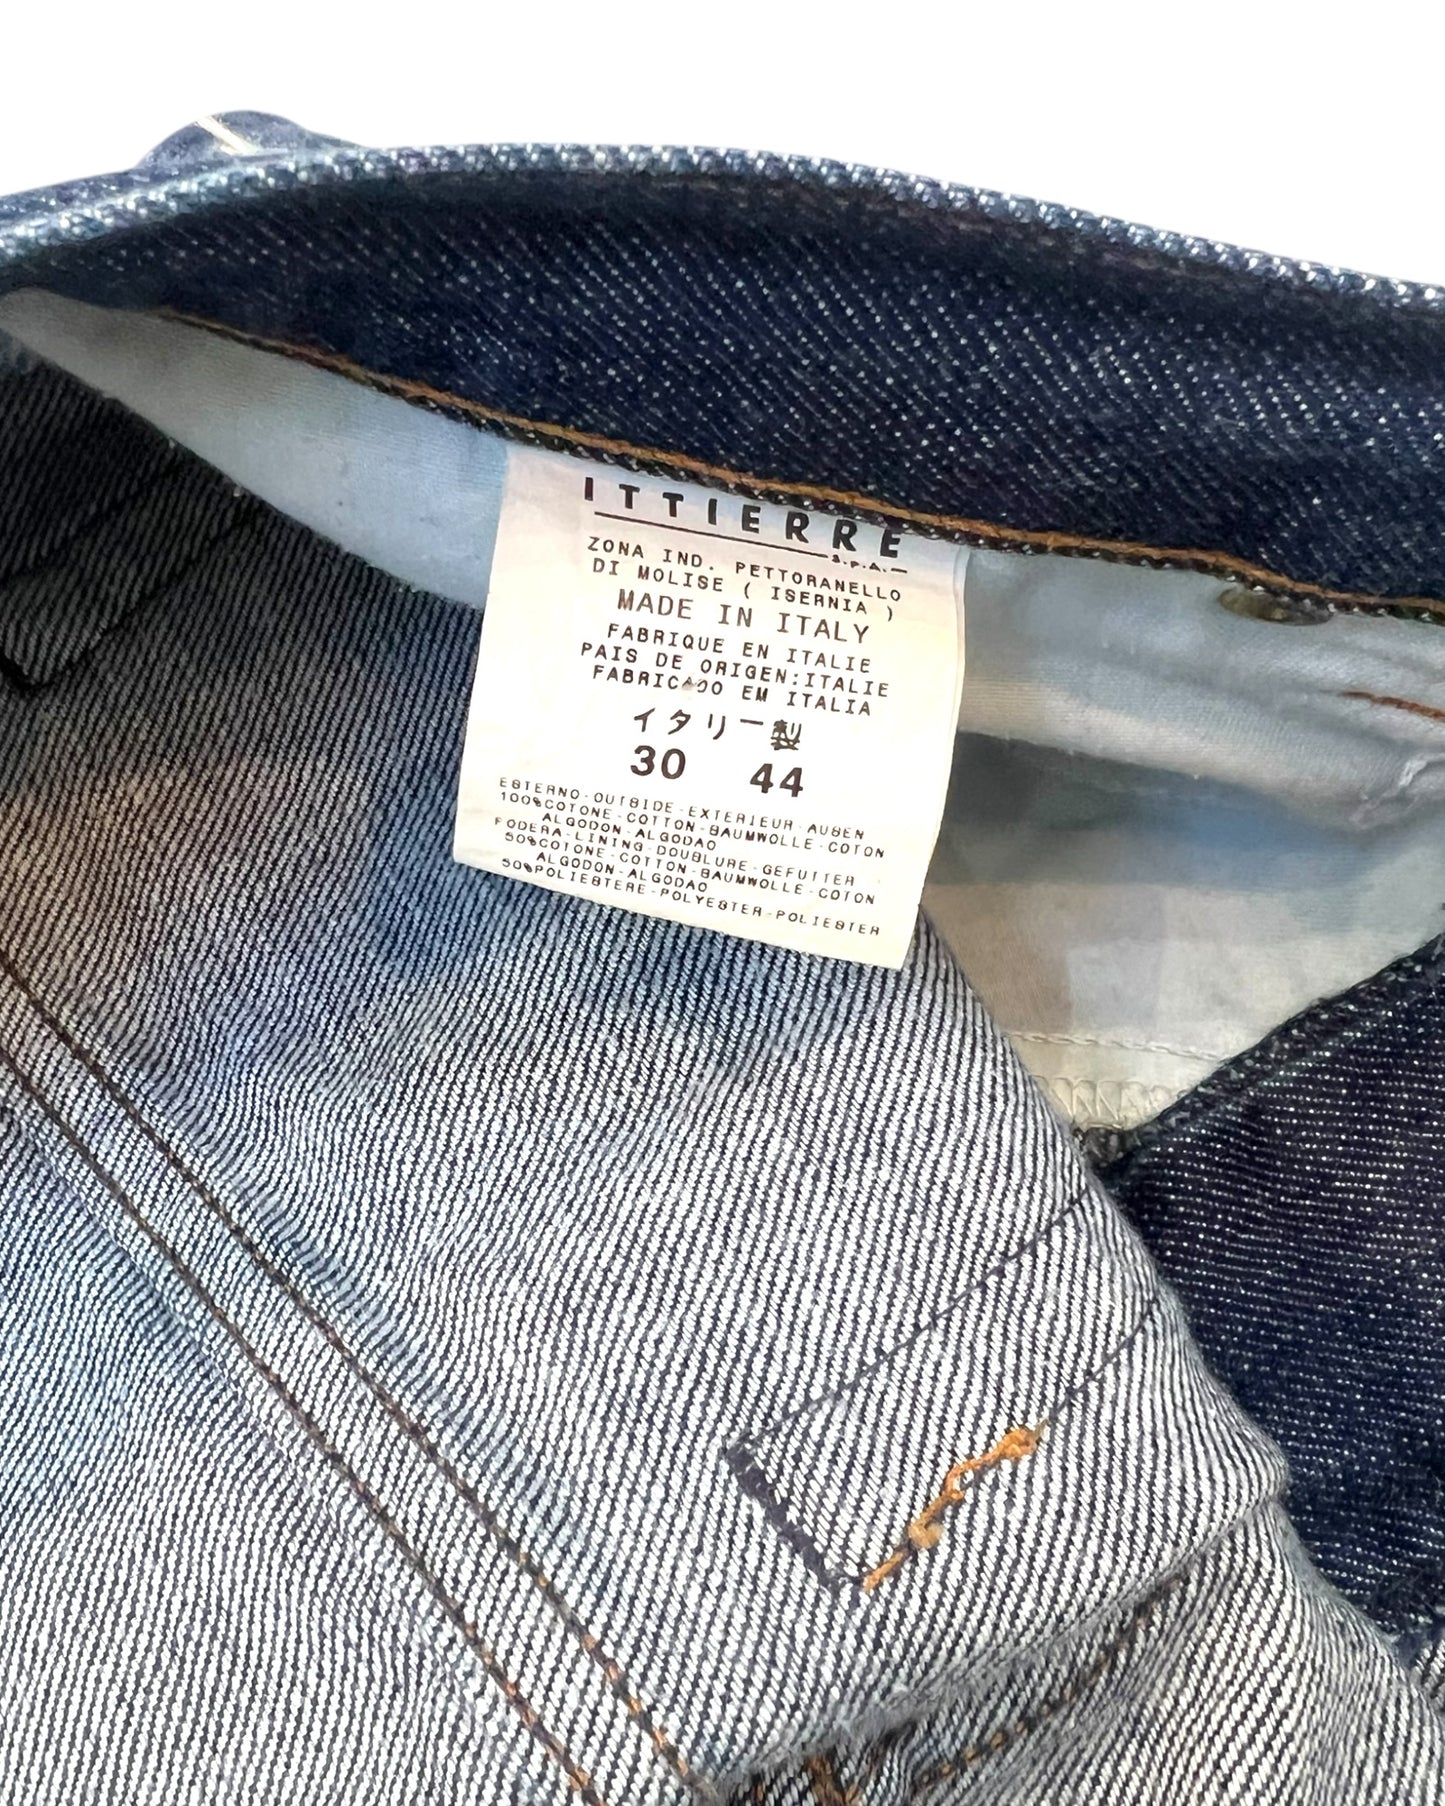 ITTIERRE
S.P.A.
ZONA IND. PETTORANELLO
DI MOLISE ( ISERNIA )
MADE IN ITALY
FABRIQUE EN ITALIE
PAIS DE ORIGEN:ITALIE
FABRICADO EM ITALIA
イタリー製
30 44
ESTERNO-OUTSIDE-EXTERIEUR-AUSEN
100%COTONE-COTTON-BAUMWOLLE-COTON
ALGODON-ALGODAO
FODERA-LINING-DOUBLURE-GEFUTTER
50%COTONE-COTTON-BAUMWOLLE-COTON
ALGODON-ALGODAO
50%POLIESTERE-POLYESTER-POLIESTER